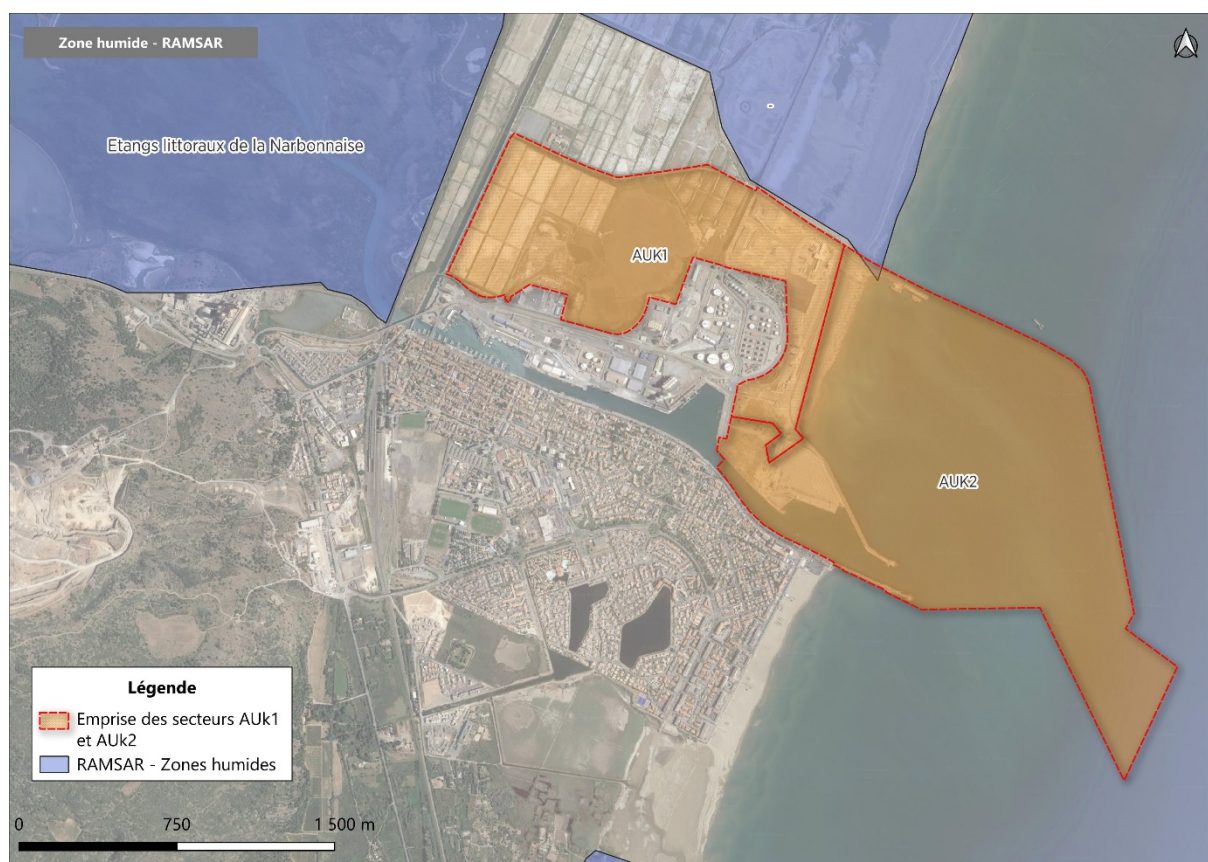 Zone humide - RAMSAR
Etangs littoraux de la Narbonnaise
-
AUK1
AUK2
Légende
Emprise des secteurs AUk1
et AUk2
RAMSAR - Zones humides
0 750 1 500 m